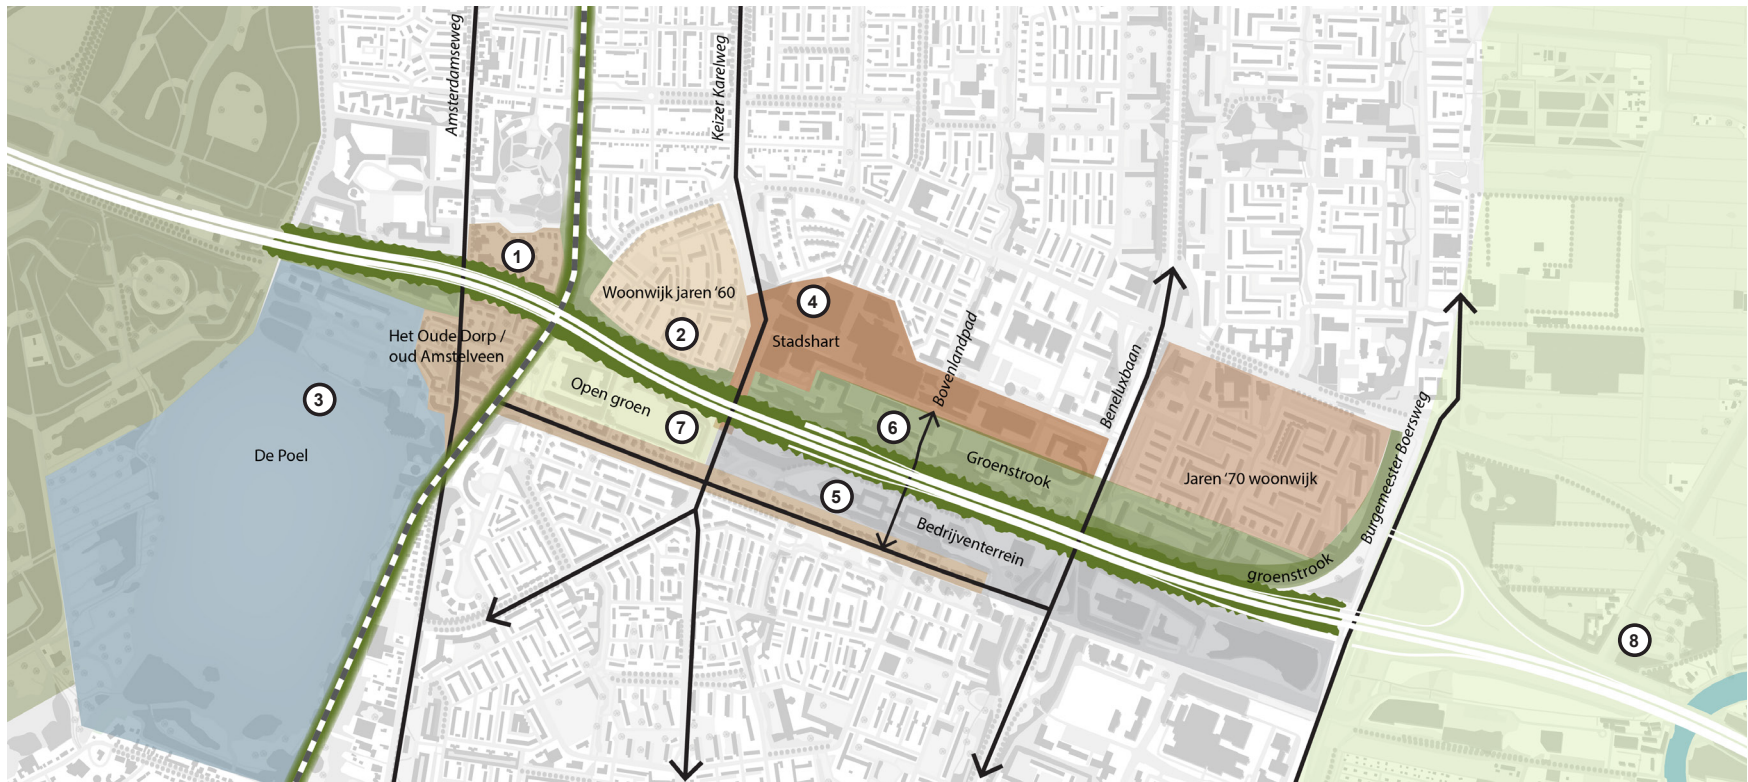 Amsterdamseweg
Keizer Karelweg
1
Woonwijk jaren ‘60
2
4
Stadshart
Het Oude Dorp /
oud Amstelveen
3
De Poel
Open groen
7
6
Groenstrook
Bovenlandpad
Beneluxbaan
5
Bedrijventerrein
Jaren ‘70 woonwijk
Burgemeester Boersweg
groenstrook
8